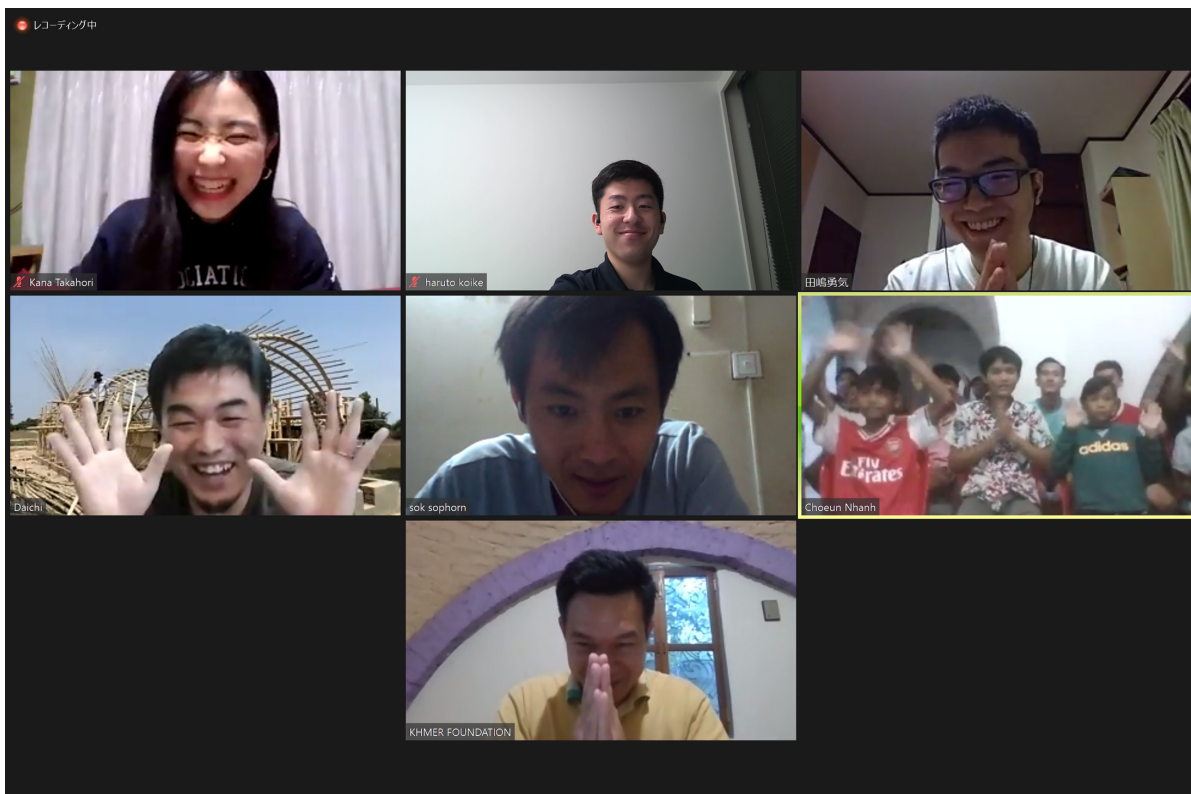 レコーディング中
Kana Takahori
haruto koike
田嶋勇気
Daichi
sok sophorn
Choeun Nhanh
Fly
Emirates
adidas
KHMER FOUNDATION